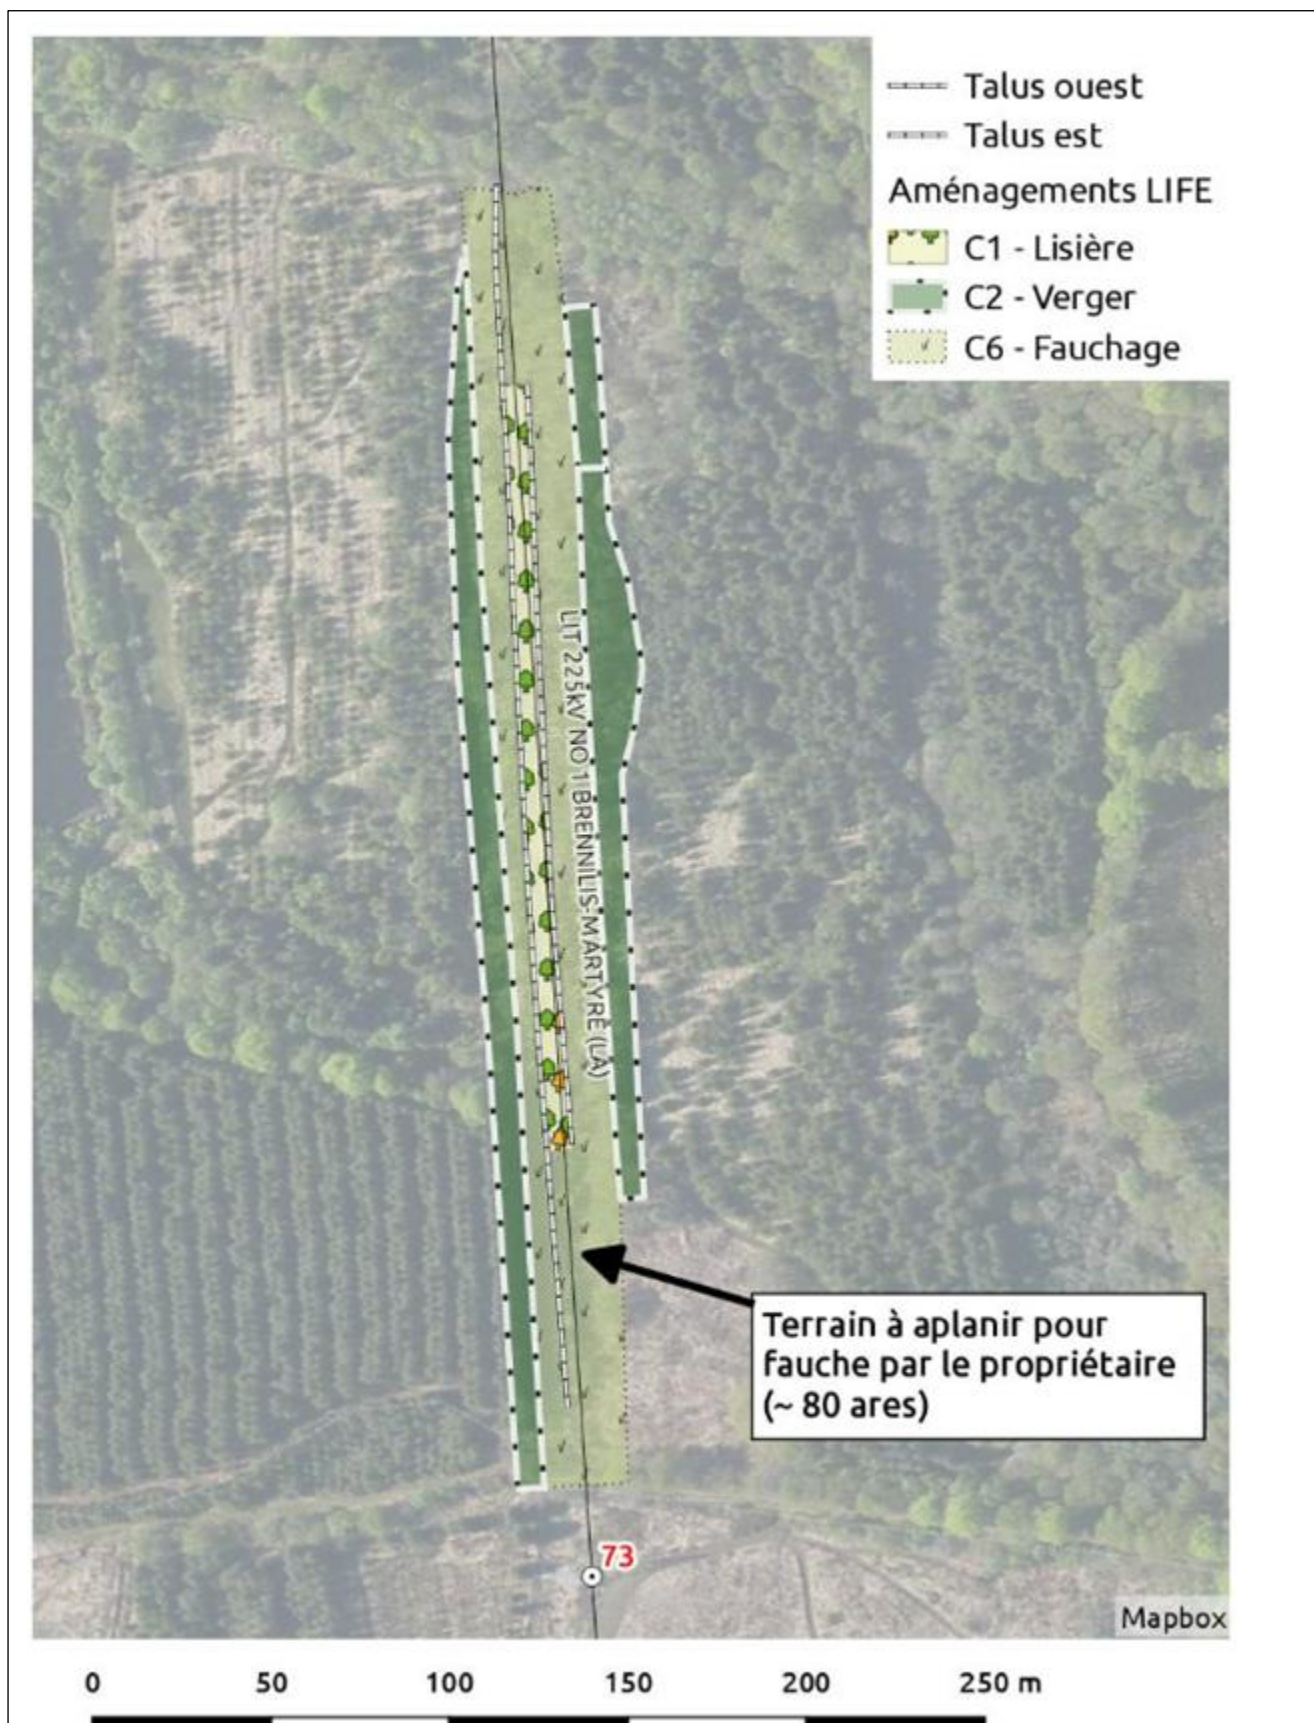 Talus ouest
Talus est
Aménagements LIFE
C1 - Lisière
C2 - Verger
C6 - Fauchage
LIT 225kV NO 1 BRENNILIS-MARTYRE (LA)
Terrain à aplanir pour
fauche par le propriétaire
(~ 80 ares)
73
Mapbox
0 50 100 150 200 250 m